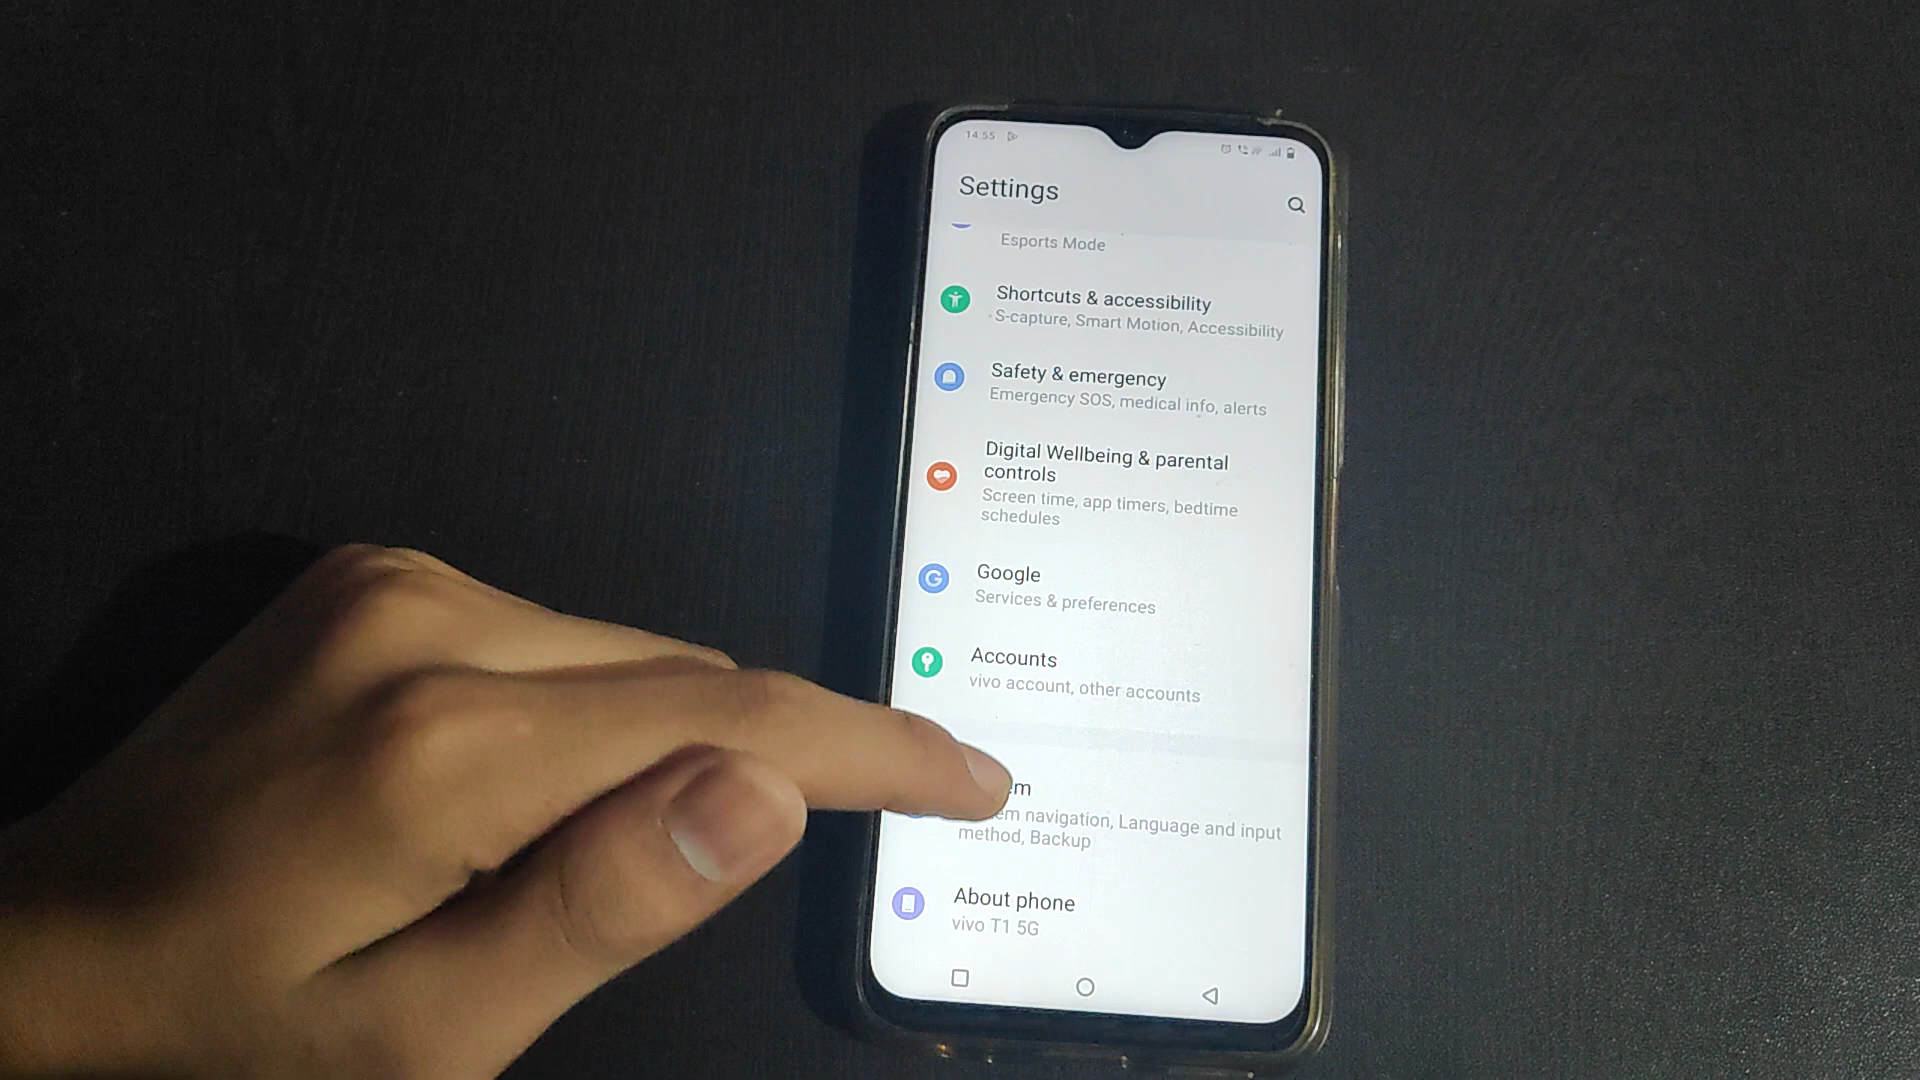 14:55
Settings
Esports Mode
Shortcuts & accessibility
S-capture, Smart Motion, Accessibility
Safety & emergency
Emergency SOS, medical info, alerts
Digital Wellbeing & parental
controls
Screen time, app timers, bedtime
schedules
Google
Services & preferences
Accounts
vivo account, other accounts
em
em navigation, Language and input
method, Backup
About phone
vivo T1 5G